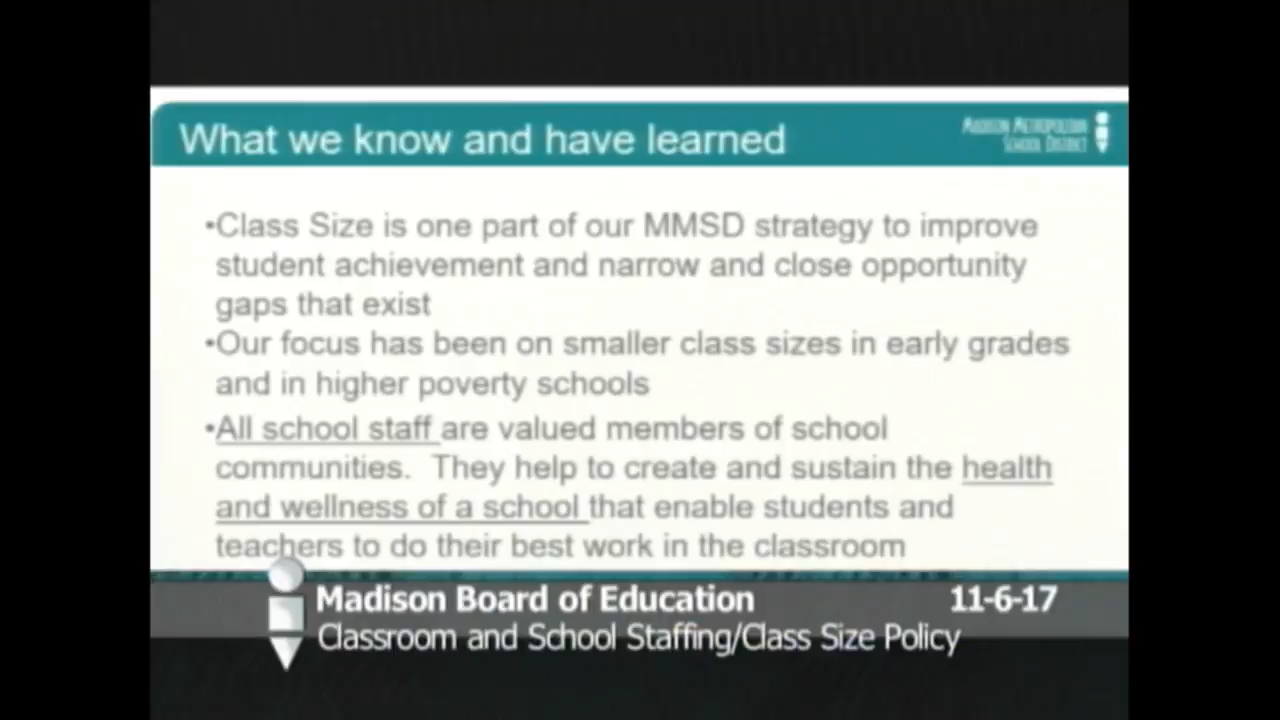 What we know and have learned
MADISON METROPOLITAN
SCHOOL DISTRICT
•Class Size is one part of our MMSD strategy to improve
student achievement and narrow and close opportunity
gaps that exist
•Our focus has been on smaller class sizes in early grades
and in higher poverty schools
•All school staff are valued members of school
communities. They help to create and sustain the health
and wellness of a school that enable students and
teachers to do their best work in the classroom
Madison Board of Education 11-6-17
Classroom and School Staffing/Class Size Policy